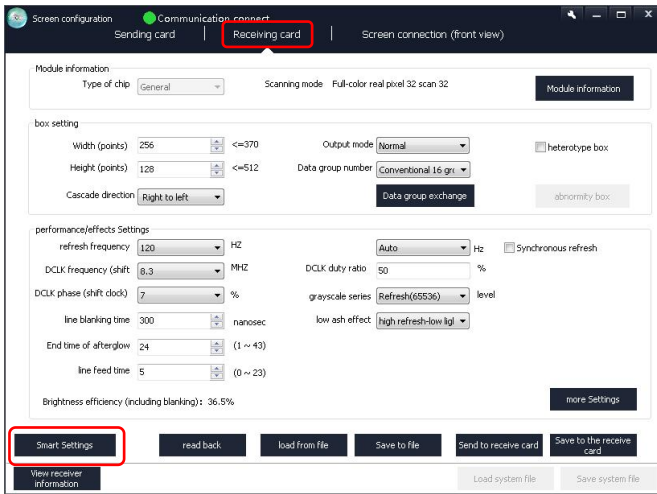 Screen configuration
Communication connect
Sending card
Receiving card
Screen connection (front view)
Module information
Type of chip General
Scanning mode Full-color real pixel 32 scan 32
Module information
box setting
Width (points) 256 <=370
Output mode Normal
heterotype box
Height (points) 128 <=512
Data group number Conventional 16 gr
Cascade direction Right to left
Data group exchange
abnormity box
performance/effects Settings
refresh frequency 120 HZ
Auto Hz
Synchronous refresh
DCLK frequency (shift 8.3 MHZ
DCLK duty ratio 50 %
DCLK phase (shift clock) 7 %
grayscale series Refresh(65536) level
line blanking time 300 nanosec
low ash effect high refresh-low ligl
End time of afterglow 24 (1 ~ 43)
line feed time 5 (0 ~ 23)
Brightness efficiency (including blanking): 36.5%
more Settings
Smart Settings
read back
load from file
Save to file
Send to receive card
Save to the receive
card
View receiver
information
Load system file
Save system file